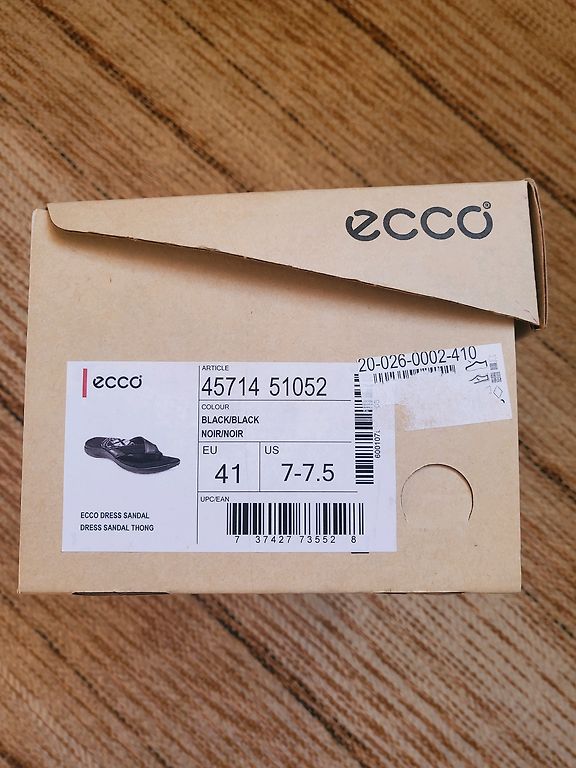 ecco®
20-026-0002-410
ecco®
ARTICLE
45714 51052
COLOUR
BLACK/BLACK
NOIR/NOIR
EU
41
US
7-7.5
UPC/EAN
7 37427 73552 8
ECCO DRESS SANDAL
DRESS SANDAL THONG